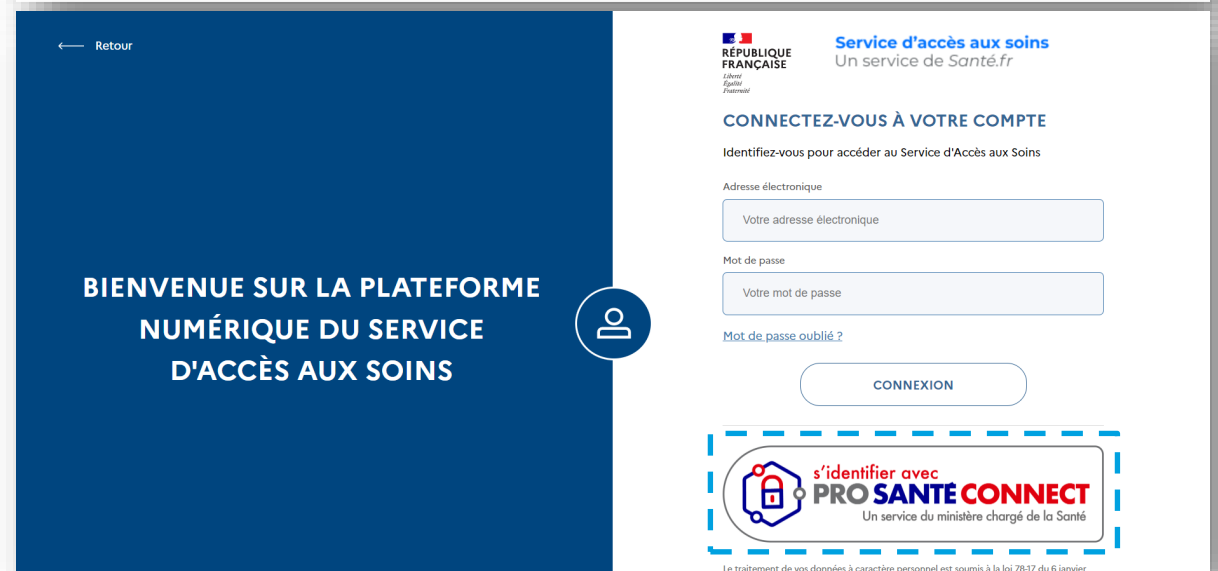 Retour
BIENVENUE SUR LA PLATEFORME
NUMÉRIQUE DU SERVICE
D'ACCÈS AUX SOINS
RÉPUBLIQUE
FRANÇAISE
Liberté
Égalité
Fraternité
Service d'accès aux soins
Un service de Santé.fr
CONNECTEZ-VOUS À VOTRE COMPTE
Identifiez-vous pour accéder au Service d'Accès aux Soins
Adresse électronique
Votre adresse électronique
Mot de passe
Votre mot de passe
Mot de passe oublié ?
CONNEXION
s'identifier avec
PRO SANTÉ CONNECT
Un service du ministère chargé de la Santé
Le traitement de vos données à caractère personnel est soumis à la loi 78-17 du 6 janvier